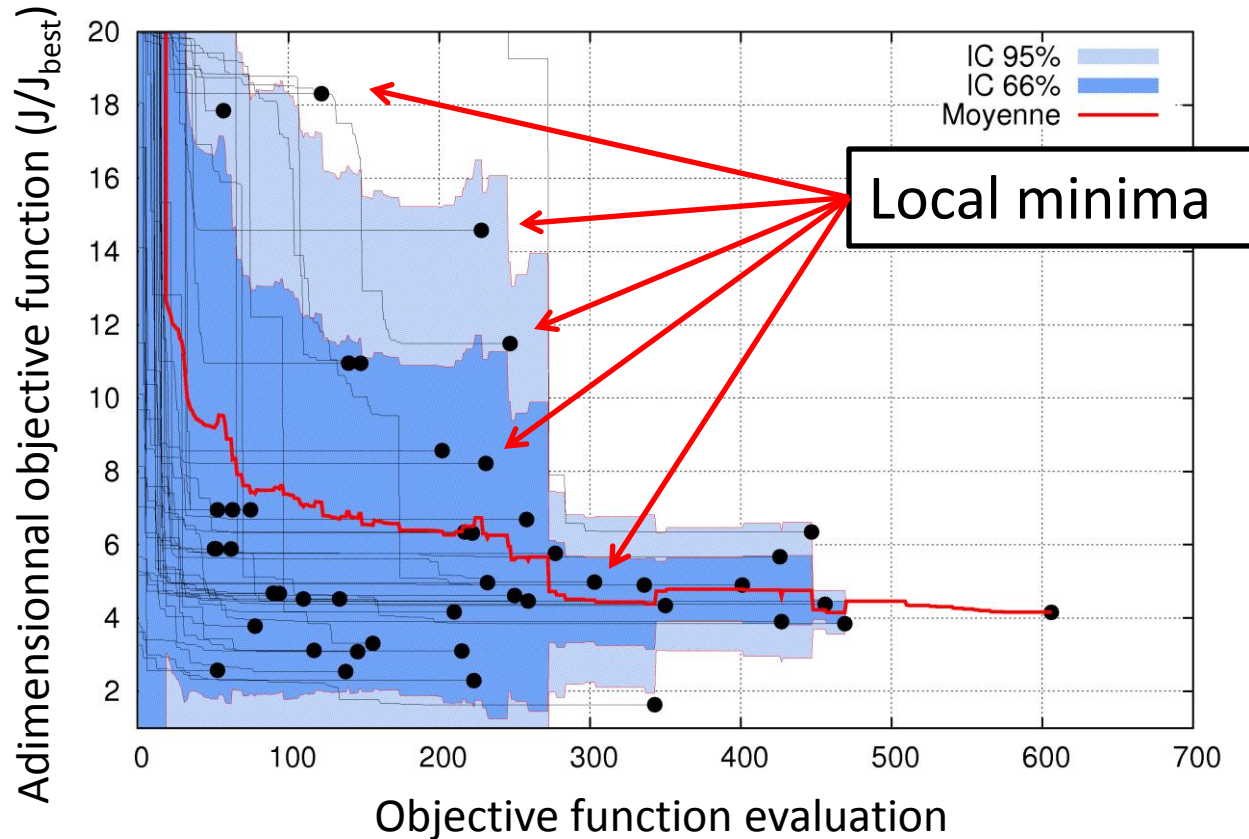 Adimensionnal objective function (J/J_best)
20
18
16
14
12
10
8
6
4
2
IC 95%
IC 66%
Moyenne
Local minima
0 100 200 300 400 500 600 700
Objective function evaluation